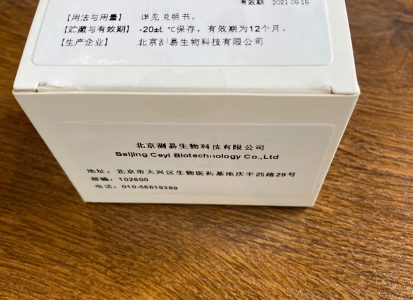 有效期 2021.09.19
【用法与用量】 详见说明书。
【贮藏与有效期】 -20±5 ℃保存，有效期为12个月。
【生产企业】 北京测易生物科技有限公司
北京测易生物科技有限公司
Beijing Ceyi Biotechnology Co.,Ltd
地址：北京市大兴区生物医药基地庆丰西路29号
邮编：102600
电话：010-56619389